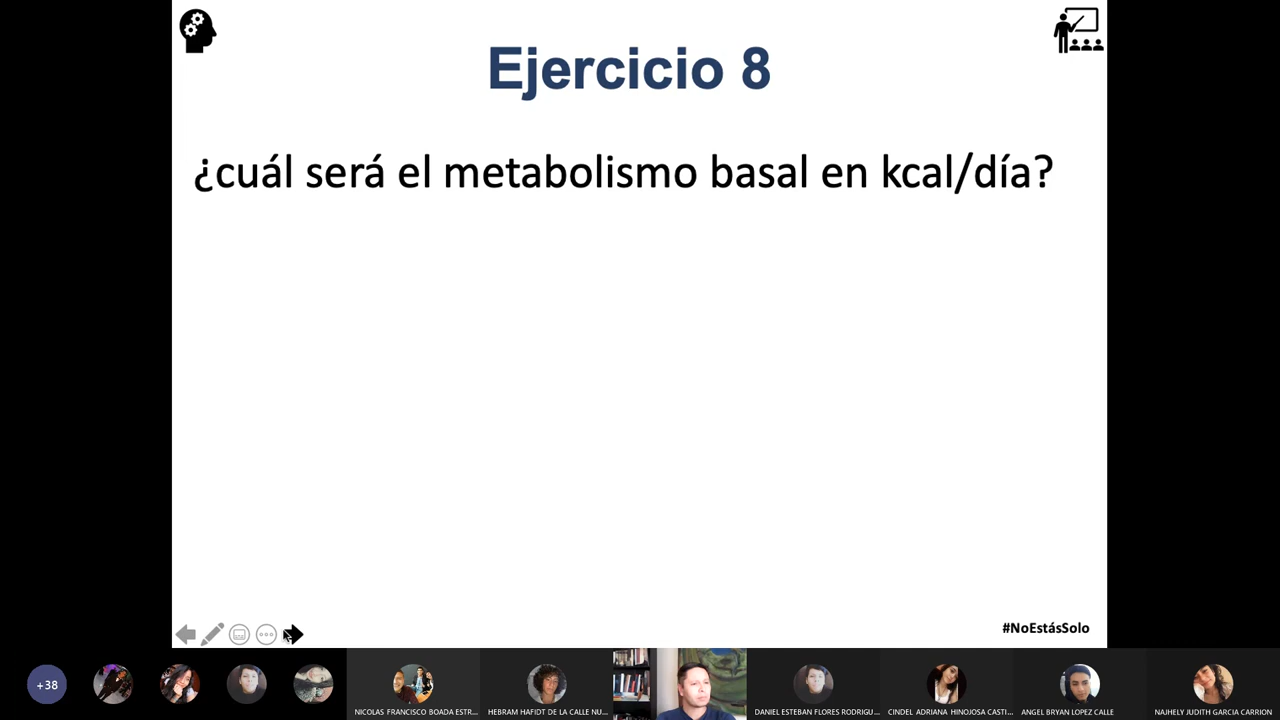 Ejercicio 8
¿cuál será el metabolismo basal en kcal/día?
#NoEstásSolo
+38
NICOLAS FRANCISCO BOADA ESTR...
HEBRAM HAFIDT DE LA CALLE NU...
DANIEL ESTEBAN FLORES RODRIGU...
CINDEL ADRIANA HINOJOSA CASTI...
ANGEL BRYAN LOPEZ CALLE
NAJHELY JUDITH GARCIA CARRION